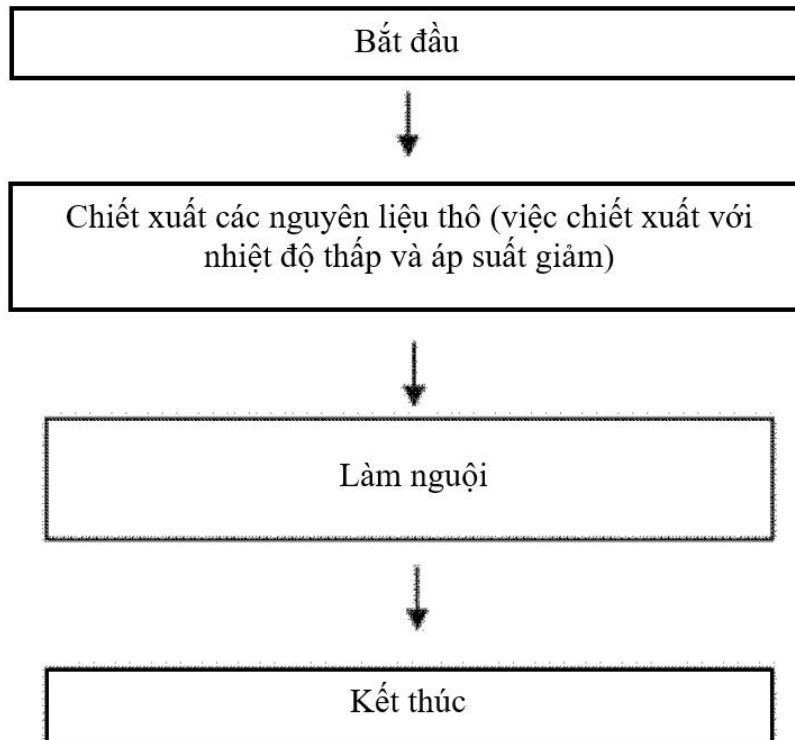 Bắt đầu
Chiết xuất các nguyên liệu thô (việc chiết xuất với
nhiệt độ thấp và áp suất giảm)
Làm nguội
Kết thúc